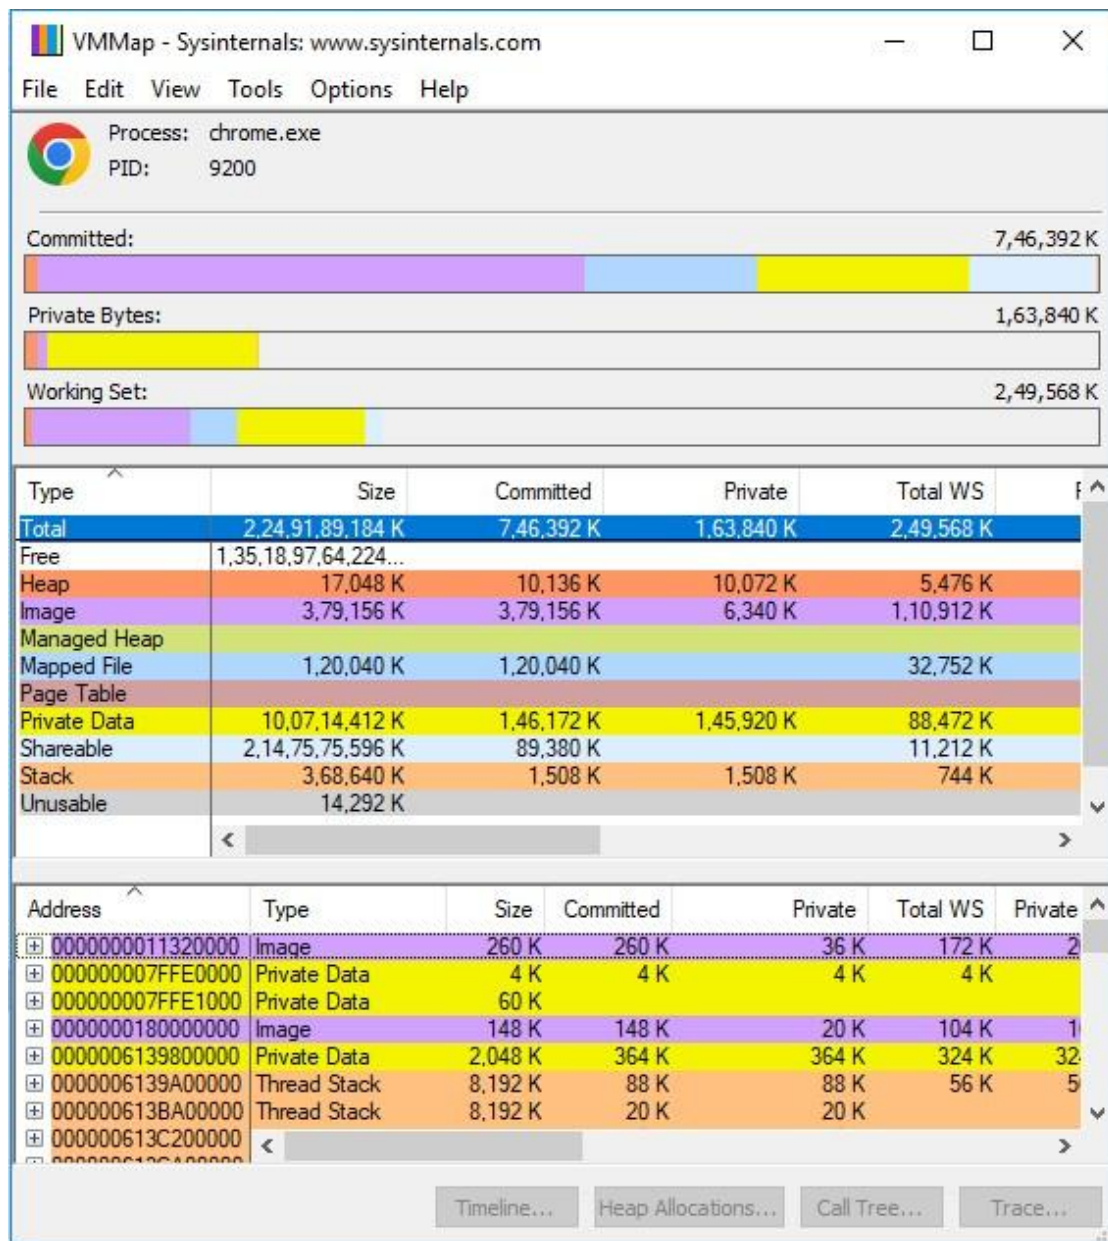 VMMap - Sysinternals: www.sysinternals.com
File Edit View Tools Options Help
Process: chrome.exe
PID: 9200
Committed: 7,46,392 K
Private Bytes: 1,63,840 K
Working Set: 2,49,568 K
Type Size Committed Private Total WS
Total 2,24,91,89,184 K 7,46,392 K 1,63,840 K 2,49,568 K
Free 1,35,18,97,64,224...
Heap 17,048 K 10,136 K 10,072 K 5,476 K
Image 3,79,156 K 3,79,156 K 6,340 K 1,10,912 K
Managed Heap
Mapped File 1,20,040 K 1,20,040 K 32,752 K
Page Table
Private Data 10,07,14,412 K 1,46,172 K 1,45,920 K 88,472 K
Shareable 2,14,75,75,596 K 89,380 K 11,212 K
Stack 3,68,640 K 1,508 K 1,508 K 744 K
Unusable 14,292 K
Address Type Size Committed Private Total WS Private
0000000011320000 Image 260 K 260 K 36 K 172 K 2
000000007FFE0000 Private Data 4 K 4 K 4 K 4 K
000000007FFE1000 Private Data 60 K
0000000180000000 Image 148 K 148 K 20 K 104 K 1
0000006139800000 Private Data 2,048 K 364 K 364 K 324 K 32
0000006139A00000 Thread Stack 8,192 K 88 K 88 K 56 K 5
000000613BA00000 Thread Stack 8,192 K 20 K 20 K
000000613C200000
Timeline... Heap Allocations... Call Tree... Trace...